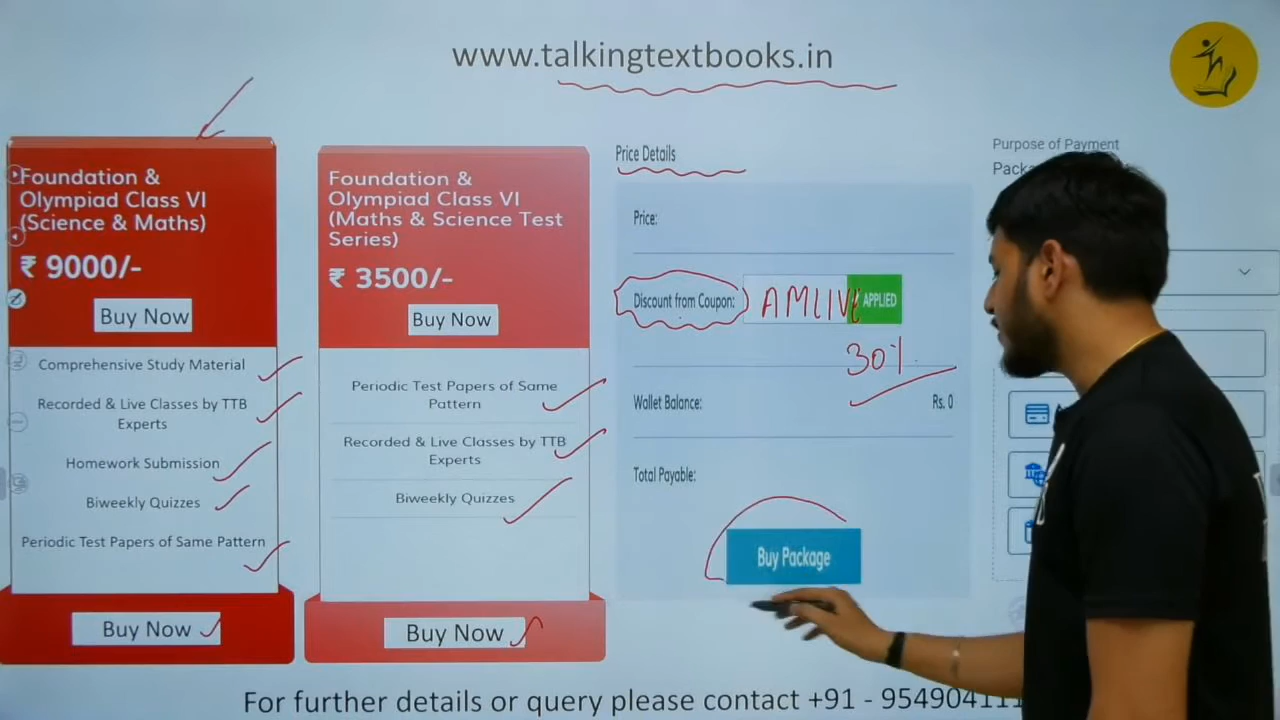 www.talkingtextbooks.in
Foundation &
Olympiad Class VI
(Science & Maths)
₹ 9000/-
Buy Now
Comprehensive Study Material
Recorded & Live Classes by TTB
Experts
Homework Submission
Biweekly Quizzes
Periodic Test Papers of Same Pattern
Buy Now
Foundation &
Olympiad Class VI
(Maths & Science Test
Series)
₹ 3500/-
Buy Now
Periodic Test Papers of Same
Pattern
Recorded & Live Classes by TTB
Experts
Biweekly Quizzes
Buy Now
Price Details
Price:
Discount from Coupon: AMLIVE APPLIED
30%
Wallet Balance: Rs. 0
Total Payable:
Buy Package
Purpose of Payment
For further details or query please contact +91 -